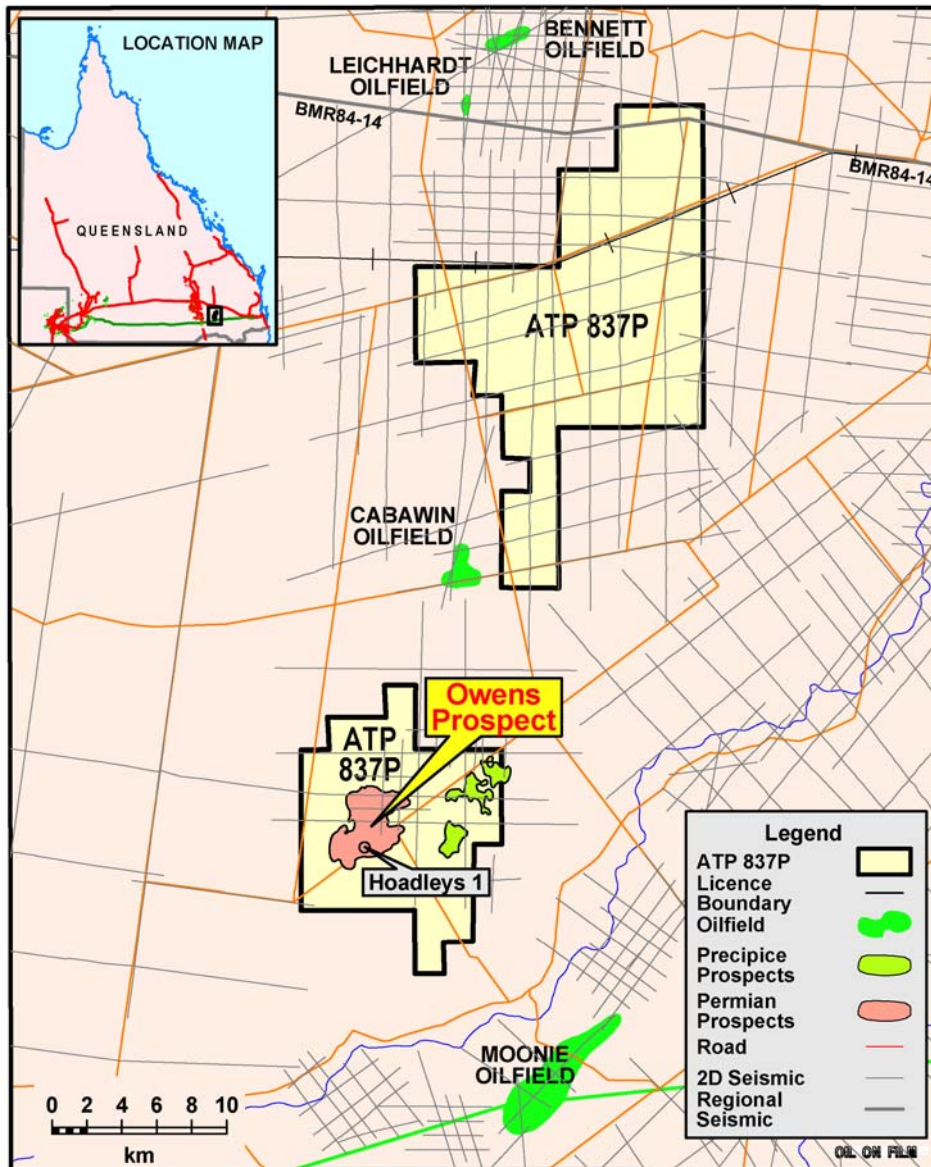 LOCATION MAP
QUEENSLAND
BENNETT
OILFIELD
LEICHHARDT
OILFIELD
BMR84-14
BMR84-14
ATP 837P
CABAWIN
OILFIELD
Owens
Prospect
ATP
837P
Hoadleys 1
MOONIE
OILFIELD
Legend
ATP 837P
Licence
Boundary
Oilfield
Precipice
Prospects
Permian
Prospects
Road
2D Seismic
Regional
Seismic
0 2 4 6 8 10
km
OIL ON FILM